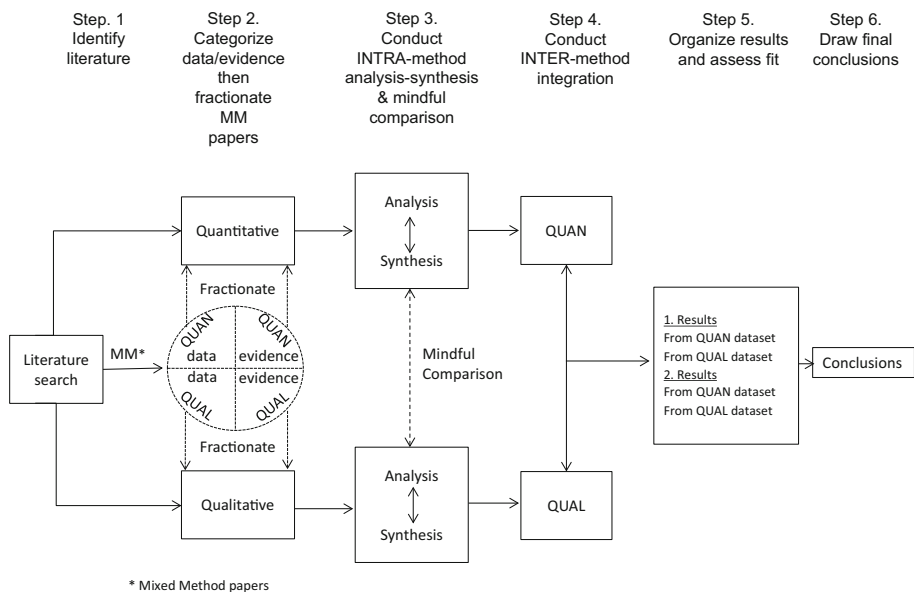 Step. 1
Identify
literature
Step 2.
Categorize
data/evidence
then
fractionate
MM
papers
Step 3.
Conduct
INTRA-method
analysis-synthesis
& mindful
comparison
Step 4.
Conduct
INTER-method
integration
Step 5.
Organize results
and assess fit
Step 6.
Draw final
conclusions
Literature
search
MM*
Quantitative
Fractionate
QUAN
QUAN
data
evidence
data
evidence
QUAL
QUAL
Fractionate
Qualitative
Analysis
Synthesis
Mindful
Comparison
Analysis
Synthesis
QUAN
QUAL
1. Results
From QUAN dataset
From QUAL dataset
2. Results
From QUAN dataset
From QUAL dataset
Conclusions
* Mixed Method papers